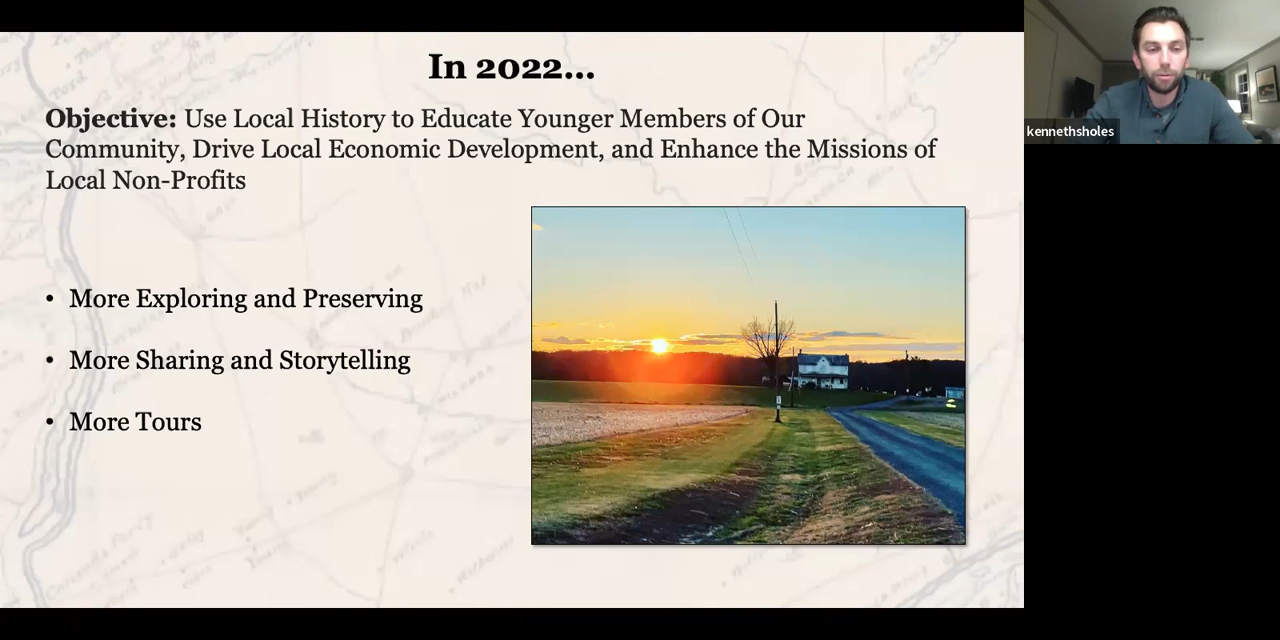 In 2022...
Objective: Use Local History to Educate Younger Members of Our
Community, Drive Local Economic Development, and Enhance the Missions of
Local Non-Profits
• More Exploring and Preserving
• More Sharing and Storytelling
• More Tours
kennethsholes